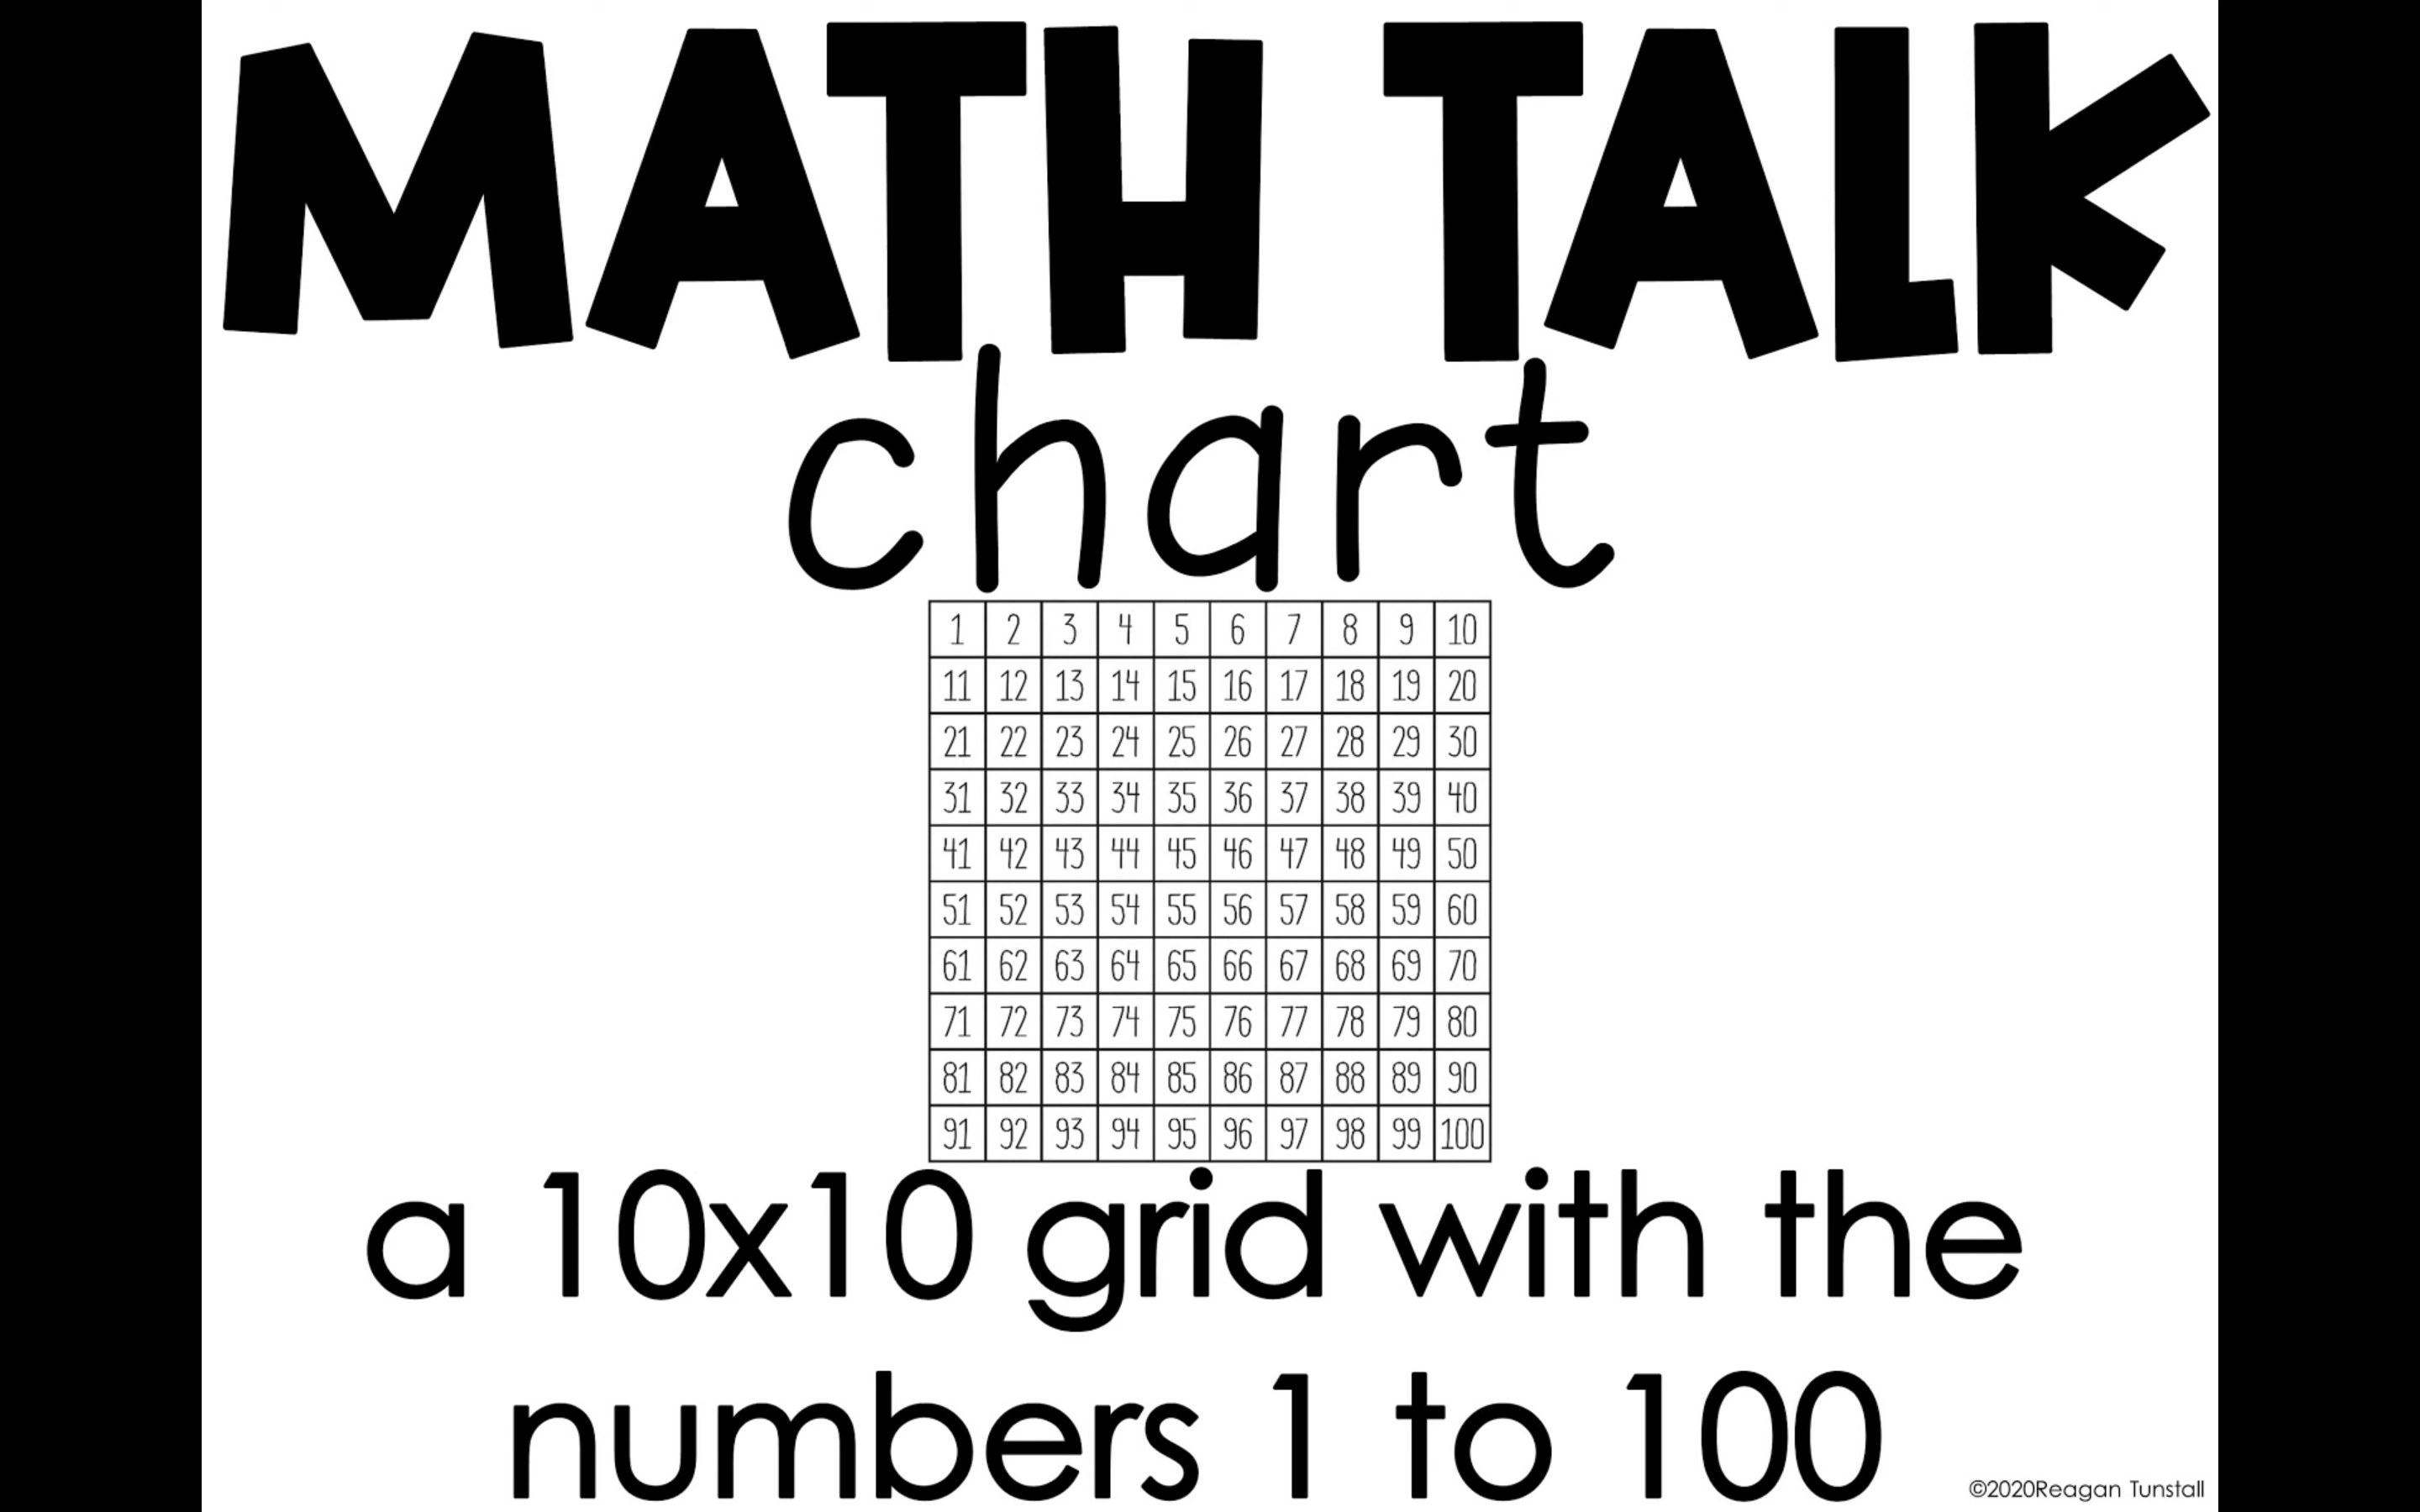 MATH TALK
chart
1 2 3 4 5 6 7 8 9 10
11 12 13 14 15 16 17 18 19 20
21 22 23 24 25 26 27 28 29 30
31 32 33 34 35 36 37 38 39 40
41 42 43 44 45 46 47 48 49 50
51 52 53 54 55 56 57 58 59 60
61 62 63 64 65 66 67 68 69 70
71 72 73 74 75 76 77 78 79 80
81 82 83 84 85 86 87 88 89 90
91 92 93 94 95 96 97 98 99 100
a 10x10 grid with the
numbers 1 to 100
©2020Reagan Tunstall